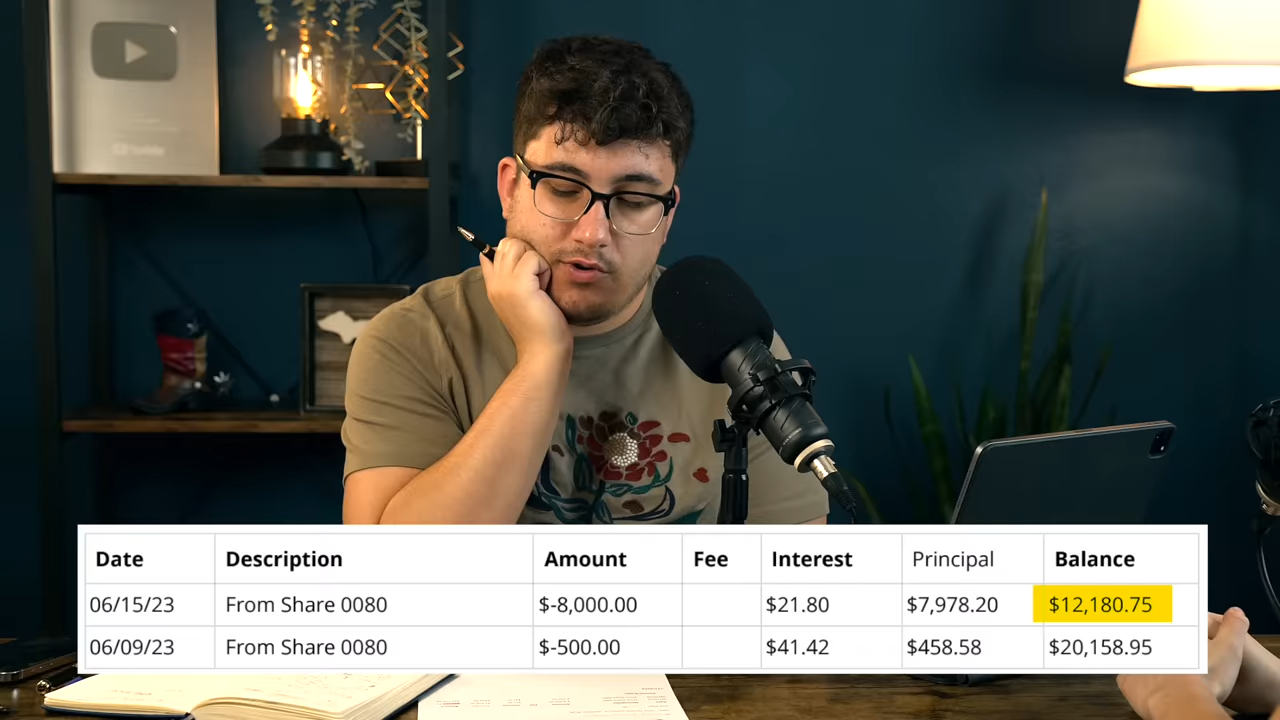 Date Description Amount Fee Interest Principal Balance
06/15/23 From Share 0080 $-8,000.00 $21.80 $7,978.20 $12,180.75
06/09/23 From Share 0080 $-500.00 $41.42 $458.58 $20,158.95